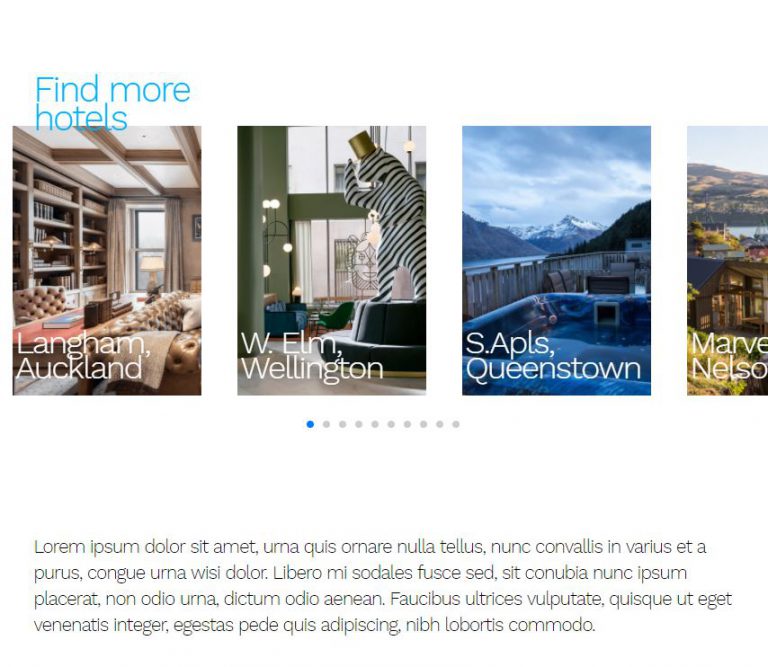 Find more
hotels
Langham,
Auckland
W. Elm,
Wellington
S.Apls,
Queenstown
Marve
Nelso
Lorem ipsum dolor sit amet, urna quis ornare nulla tellus, nunc convallis in varius et a
purus, congue urna wisi dolor. Libero mi sodales fusce sed, sit conubia nunc ipsum
placerat, non odio urna, dictum odio aenean. Faucibus ultrices vulputate, quisque ut eget
venenatis integer, egestas pede quis adipiscing, nibh lobortis commodo.